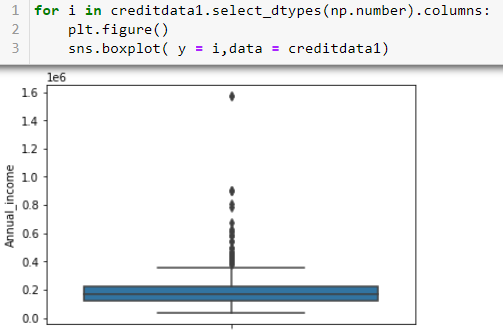 1 for i in creditdata1.select_dtypes(np.number).columns:
2     plt.figure()
3     sns.boxplot( y = i,data = creditdata1)
1e6
1.6
1.4
1.2
1.0
0.8
0.6
0.4
0.2
0.0
Annual_income